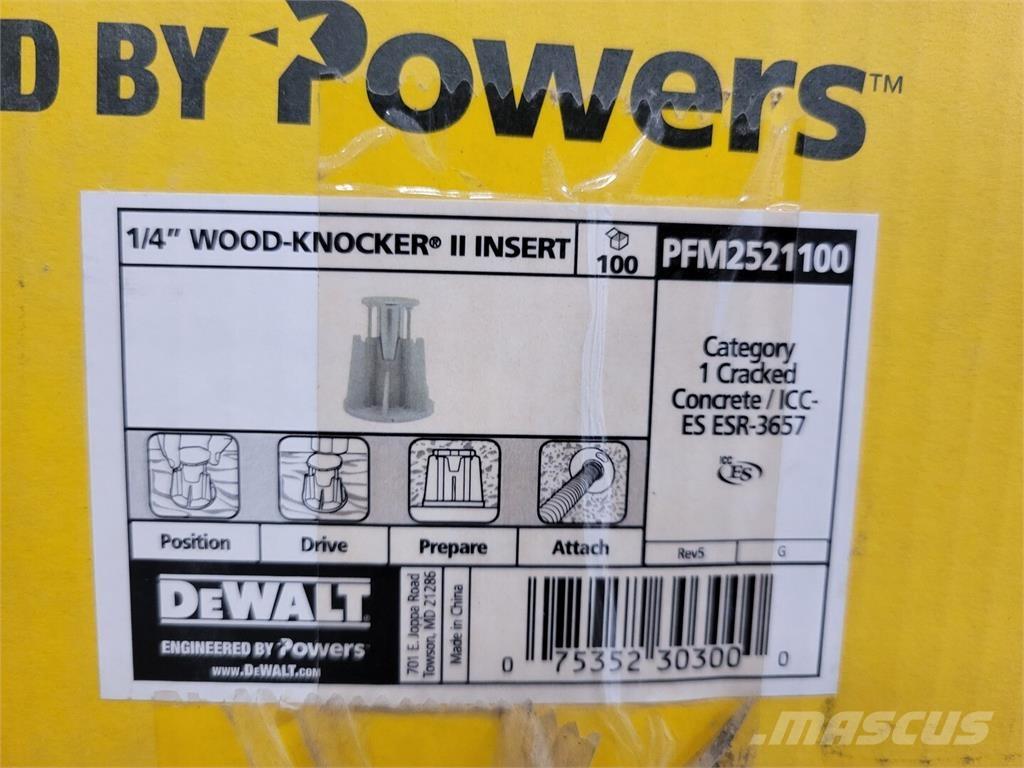 D BY Powers™
1/4" WOOD-KNOCKER® II INSERT
100
PFM2521100
Category
1 Cracked
Concrete / ICC-
ES ESR-3657
ICC
ES
Position
Drive
Prepare
Attach
Rev5
G
DEWALT
ENGINEERED BY Powers
www.DEWALT.com
701 E. Joppa Road
Towson, MD 21286
Made in China
0 75352 30300 0
MASCUS